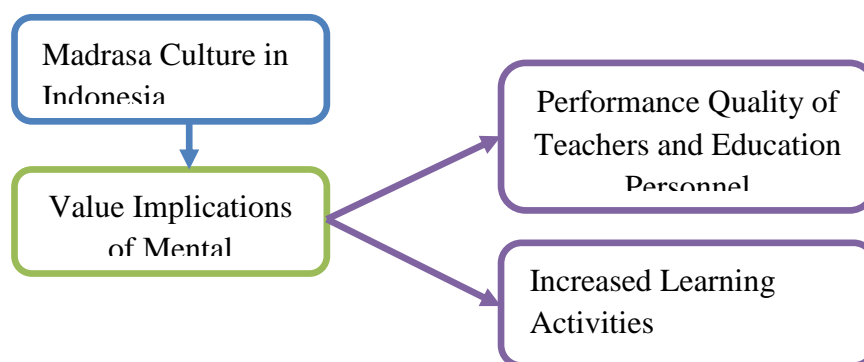 Madrasa Culture in
Indonesia
Value Implications
of Mental
Performance Quality of
Teachers and Education
Personnel
Increased Learning
Activities